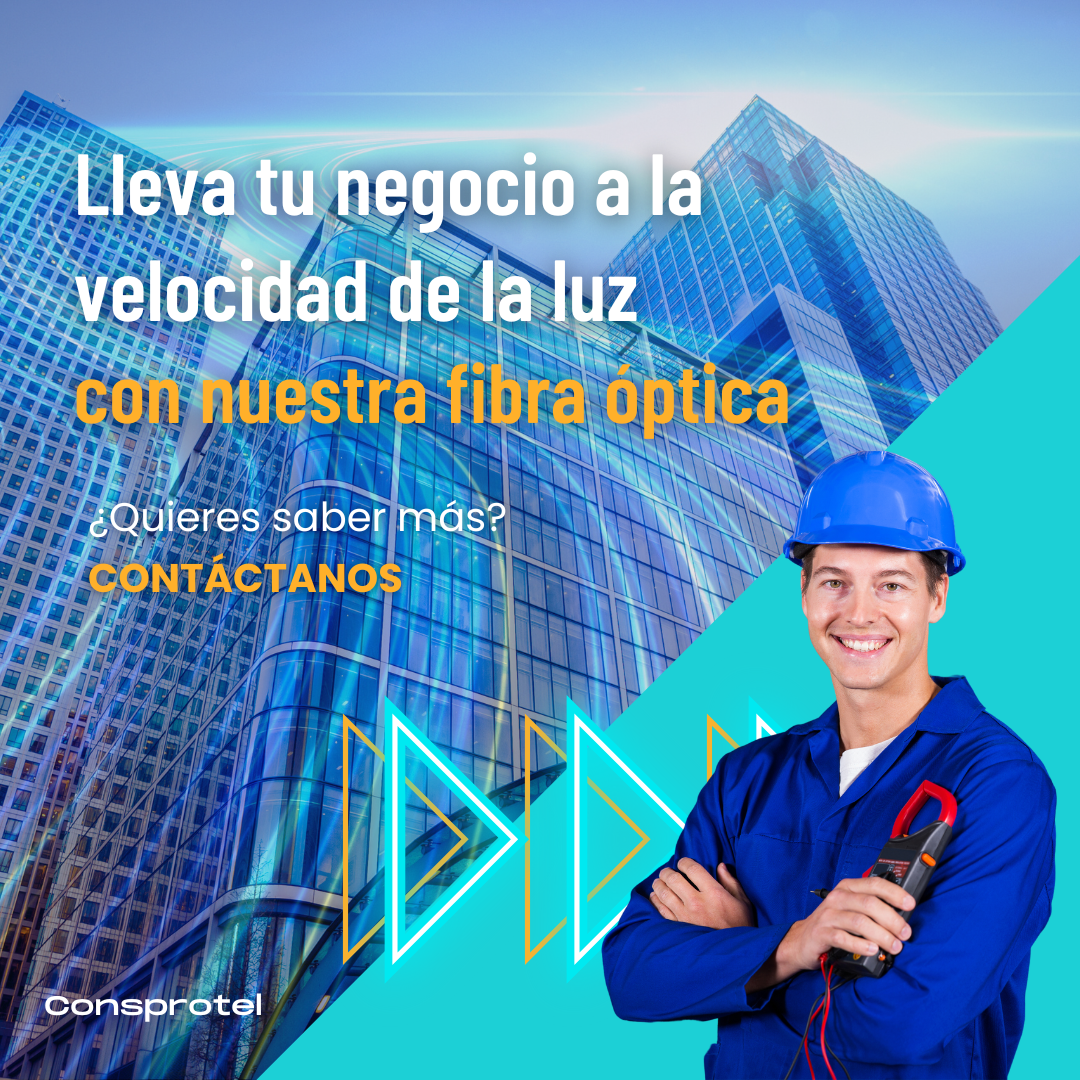 Lleva tu negocio a la
velocidad de la luz
con nuestra fibra óptica
¿Quieres saber más?
CONTÁCTANOS
Consprotel